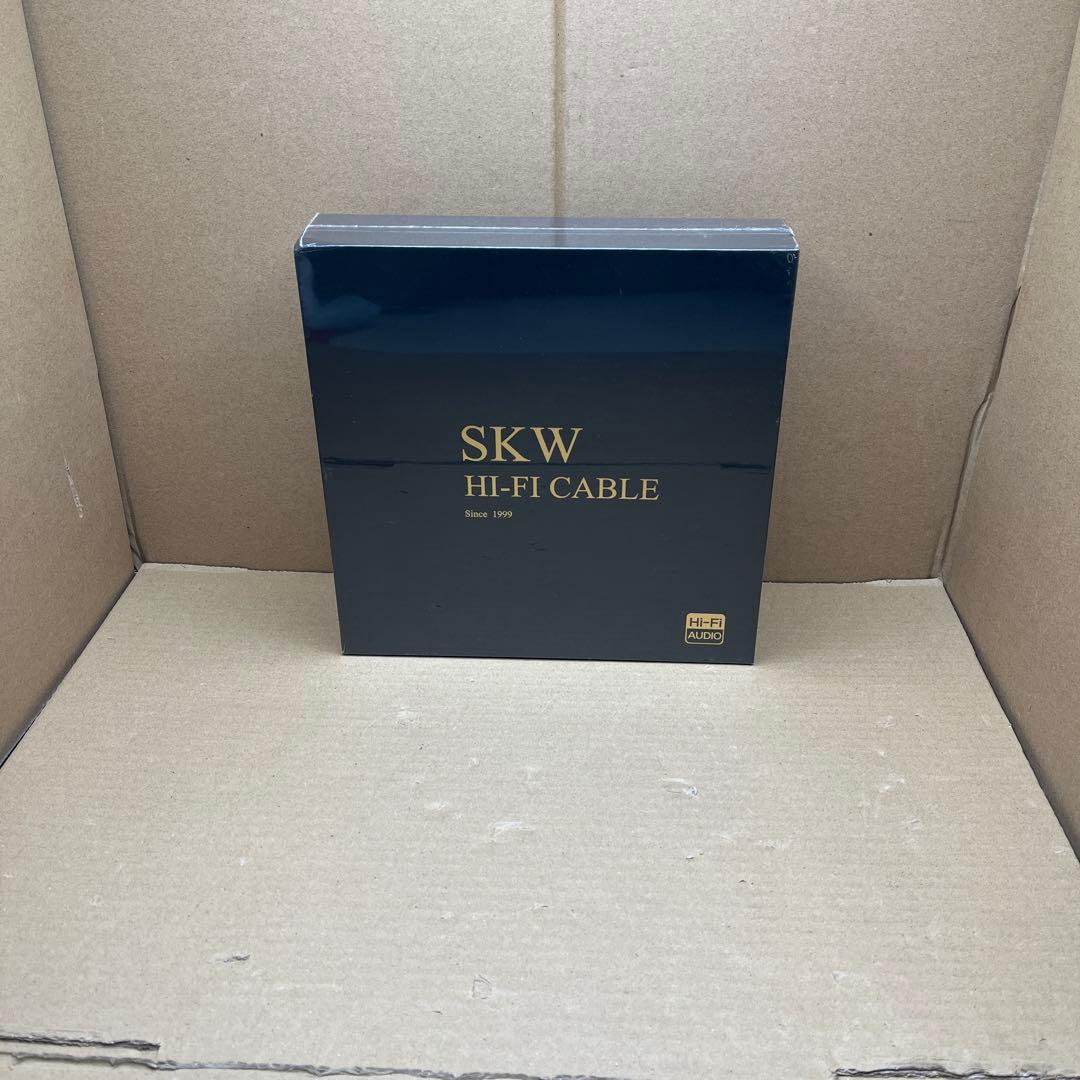 SKW
HI-FI CABLE
Since 1999
Hi-Fi
AUDIO